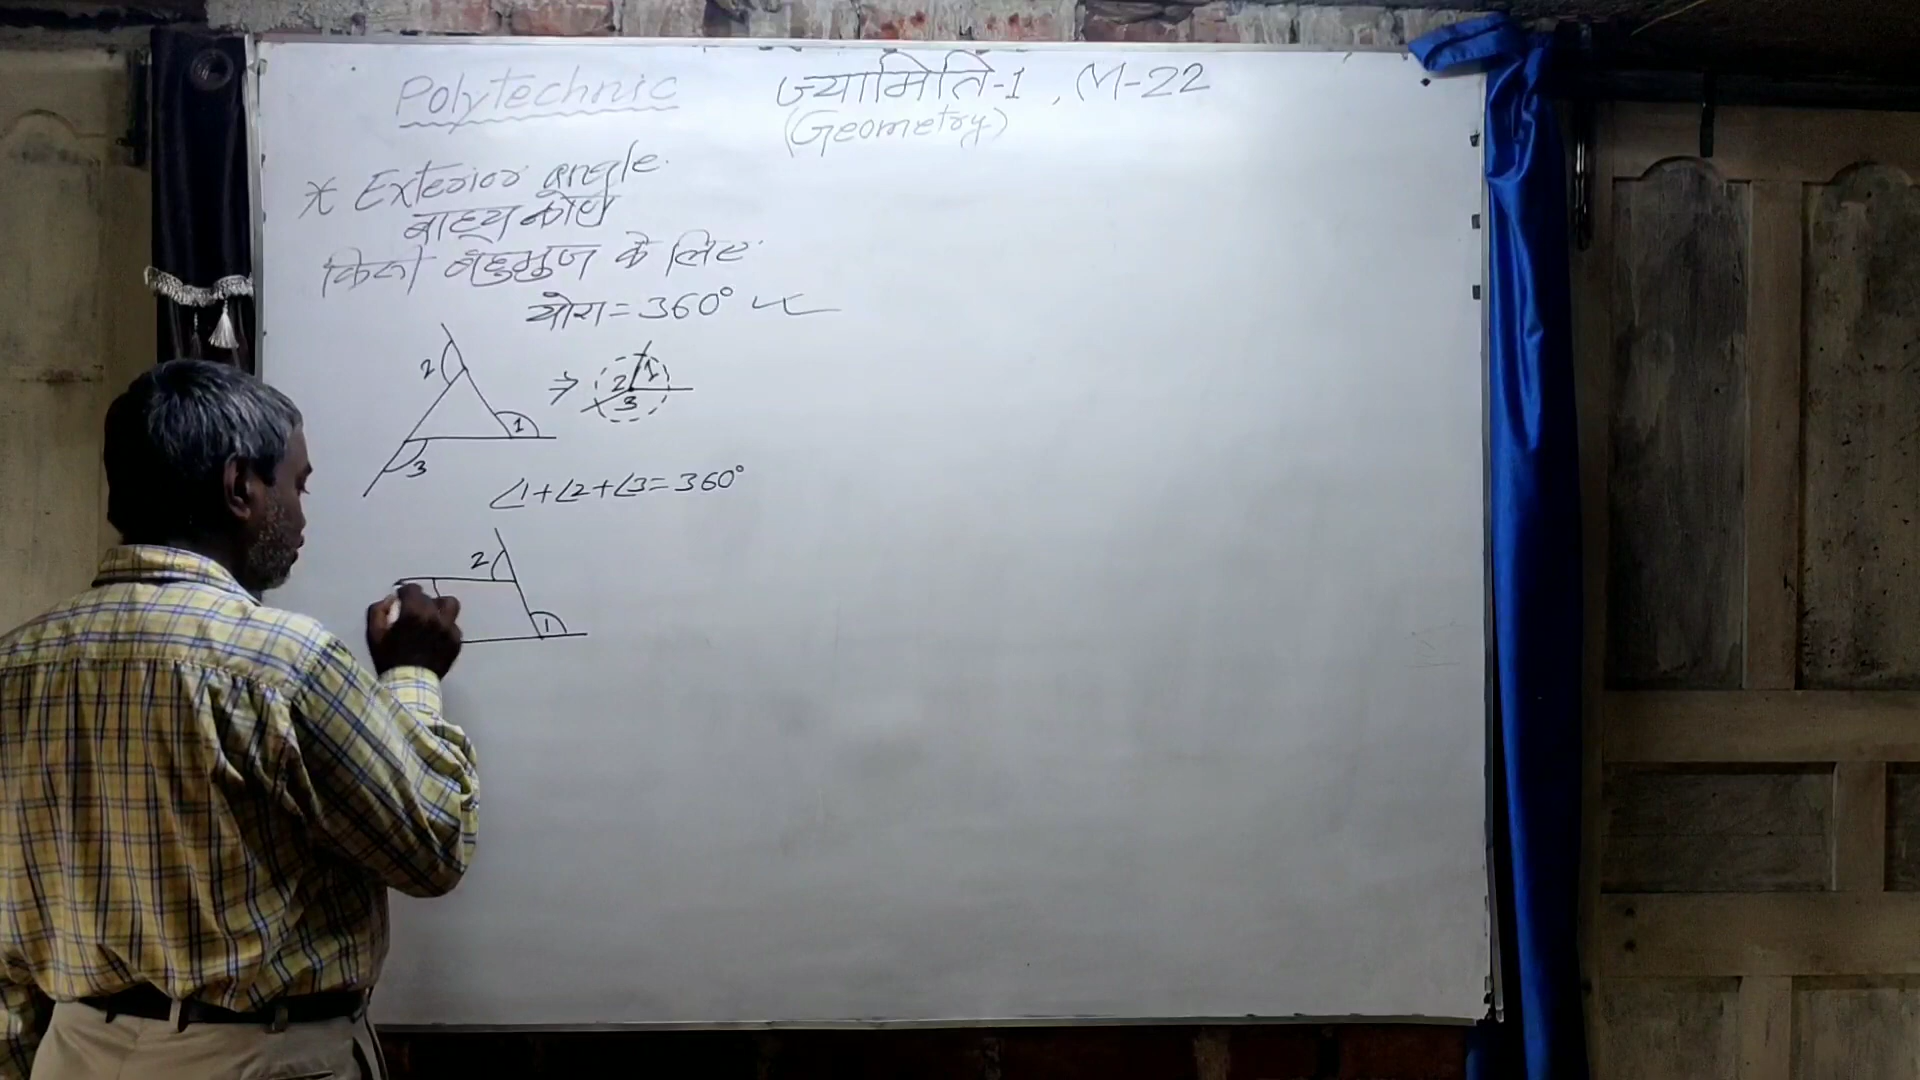 Polytechnic
ज्यामिति-1, M-22
(Geometry)
* Exterior angle
बाह्य कोण
किसी बहुभुज के लिए
योग = 360°
2
1
3
⇒ 2 1
3
∠1+∠2+∠3=360°
2
1